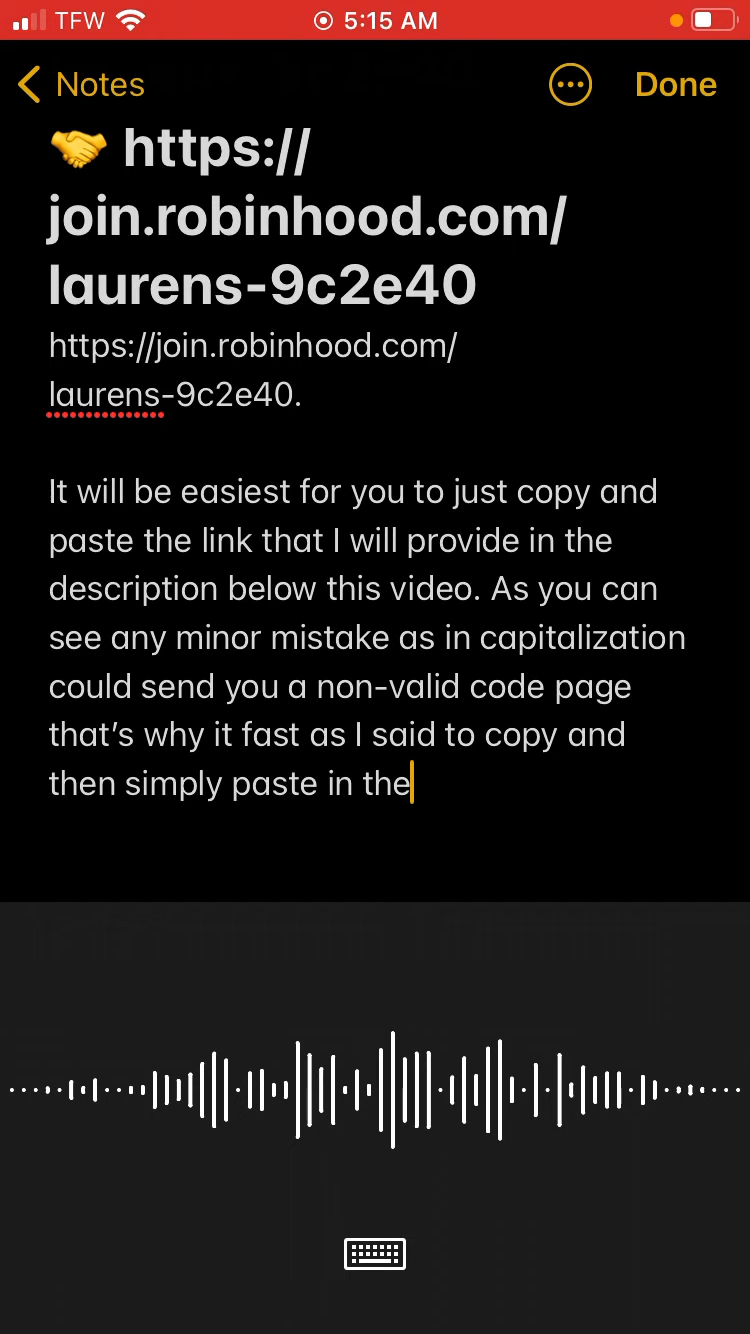 TFW 5:15 AM
Notes Done
🤝 https://
join.robinhood.com/
laurens-9c2e40
https://join.robinhood.com/
laurens-9c2e40.
It will be easiest for you to just copy and
paste the link that I will provide in the
description below this video. As you can
see any minor mistake as in capitalization
could send you a non-valid code page
that’s why it fast as I said to copy and
then simply paste in the